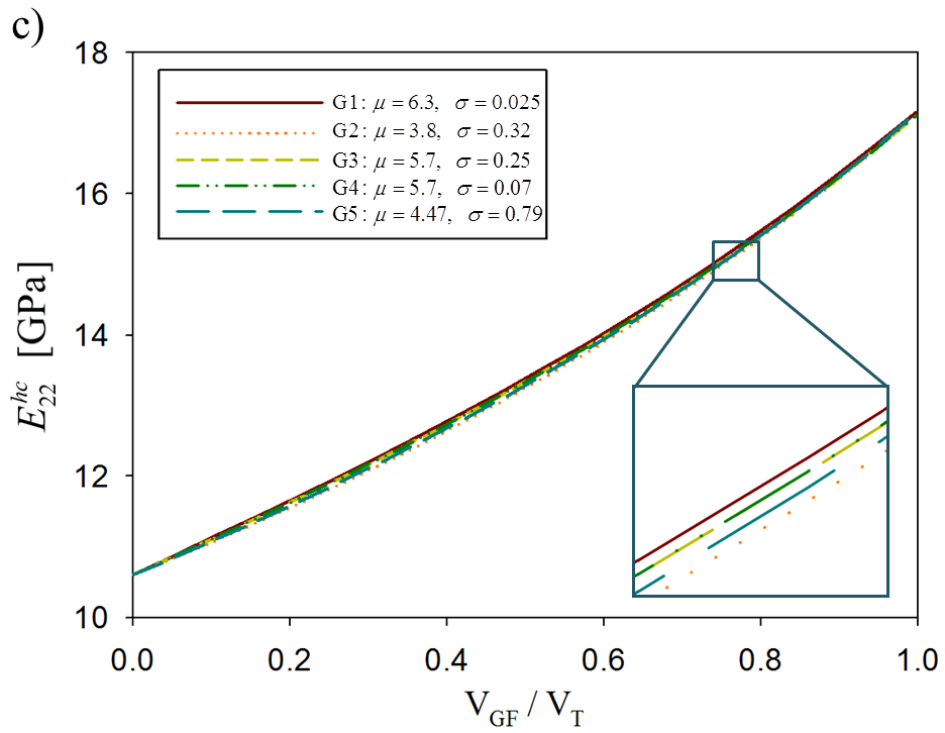 c)
18
16
14
12
10
E₂₂ʰᶜ [GPa]
G1: μ = 6.3, σ = 0.025
G2: μ = 3.8, σ = 0.32
G3: μ = 5.7, σ = 0.25
G4: μ = 5.7, σ = 0.07
G5: μ = 4.47, σ = 0.79
0.0 0.2 0.4 0.6 0.8 1.0
V_GF / V_T